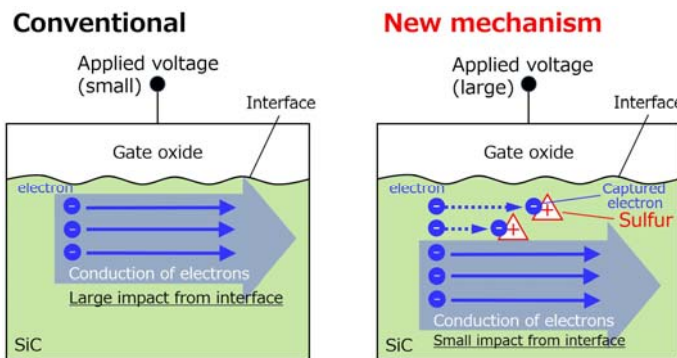 Conventional
Applied voltage
(small)
Interface
Gate oxide
electron
Conduction of electrons
Large impact from interface
SiC
New mechanism
Applied voltage
(large)
Interface
Gate oxide
electron
Captured
electron
Sulfur
Conduction of electrons
Small impact from interface
SiC